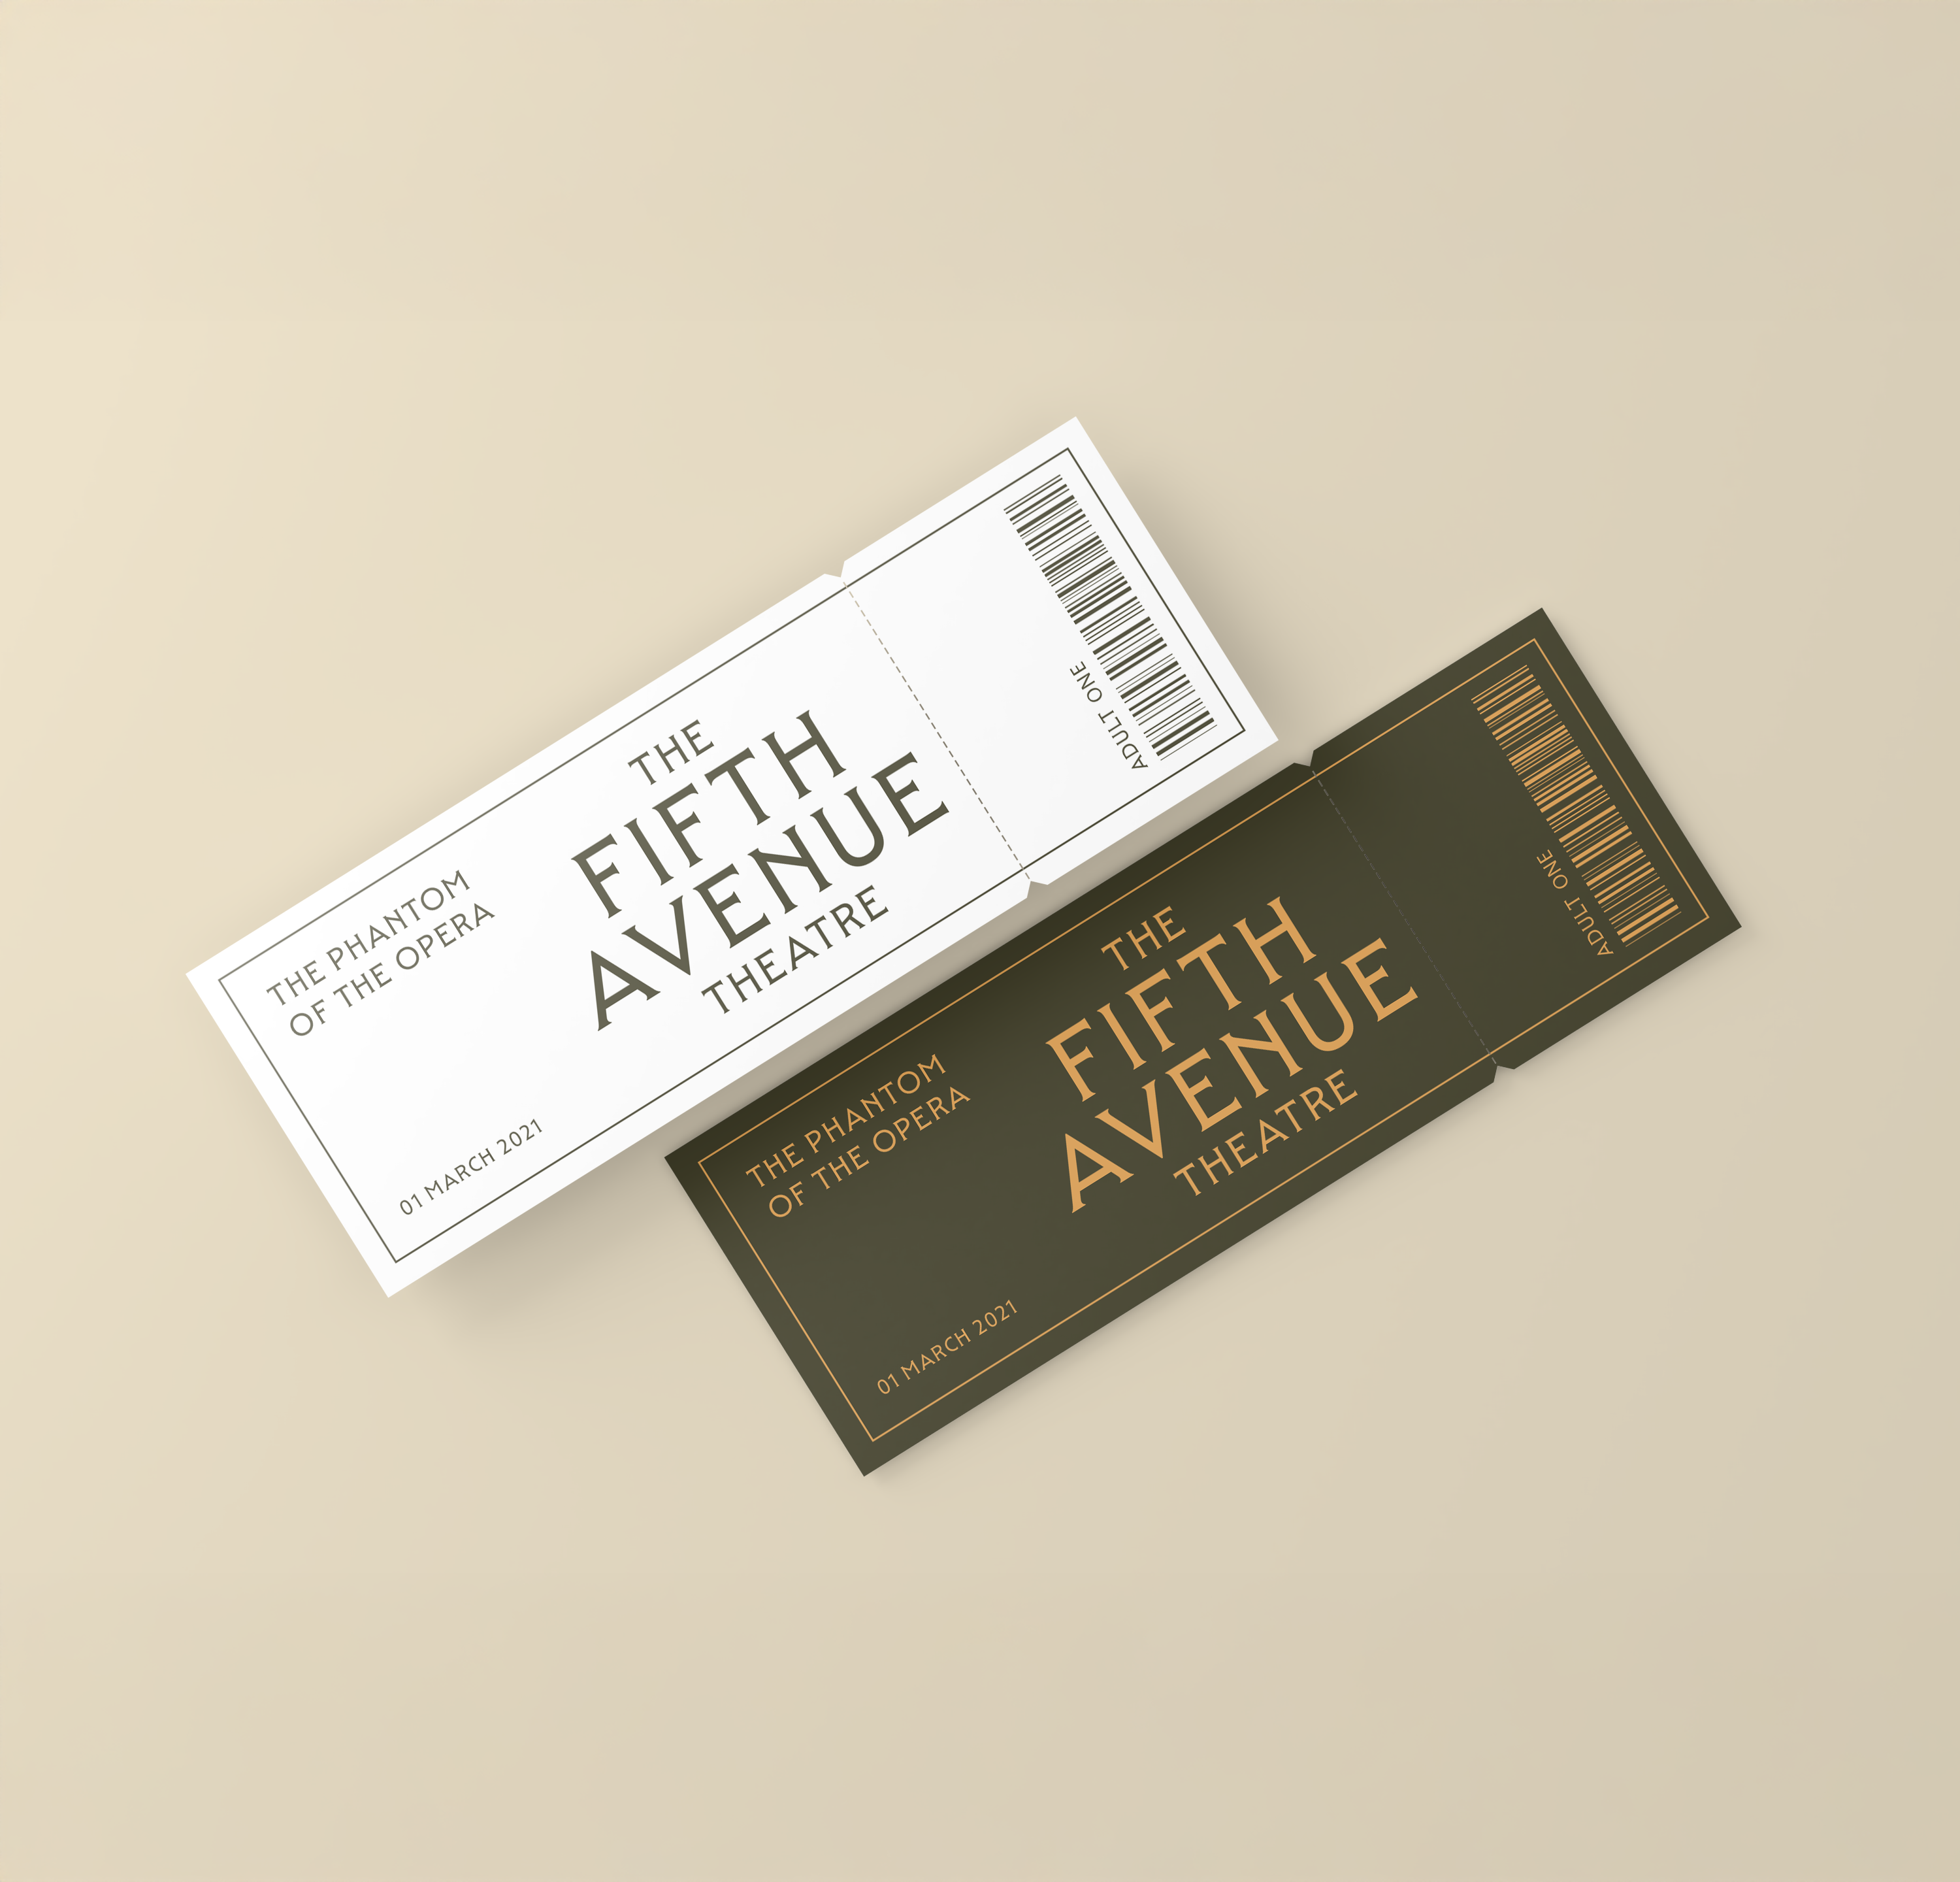 THE PHANTOM
OF THE OPERA
01 MARCH 2021
THE
FIFTH
AVENUE
THEATRE
ADULT ONE
THE PHANTOM
OF THE OPERA
01 MARCH 2021
THE
FIFTH
AVENUE
THEATRE
ADULT ONE